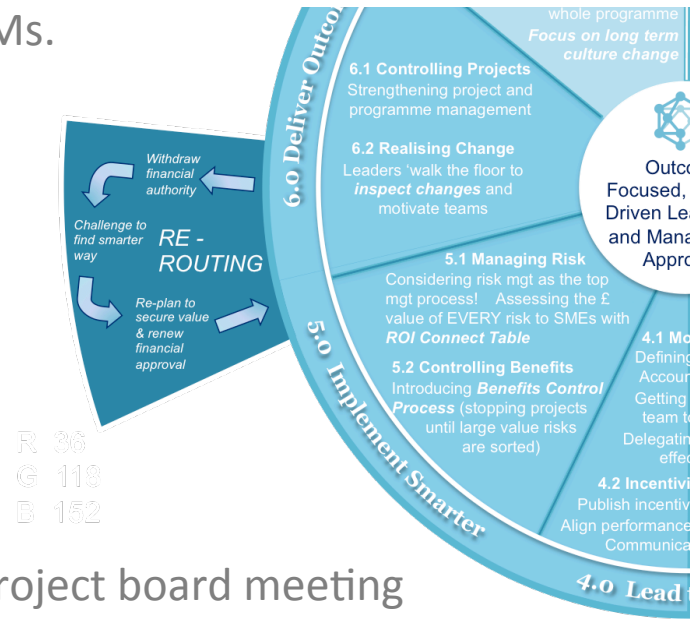 Ms.
whole programme
Focus on long term
culture change
6.0 Deliver Outco
6.1 Controlling Projects
Strengthening project and
programme management
6.2 Realising Change
Leaders ‘walk the floor to
inspect changes and
motivate teams
Withdraw
financial
authority
Challenge to
find smarter
way
RE -
ROUTING
Re-plan to
secure value
& renew
financial
approval
Outco
Focused,
Driven Lea
and Mana
Appro
5.0 Implement Smarter
5.1 Managing Risk
Considering risk mgt as the top
mgt process! Assessing the £
value of EVERY risk to SMEs with
ROI Connect Table
5.2 Controlling Benefits
Introducing Benefits Control
Process (stopping projects
until large value risks
are sorted)
4.1 Mo
Defining
Accoun
Getting
team to
Delegatin
effec
4.2 Incentivi
Publish incentiv
Align performance
Communica
4.0 Lead t
R 36
G 118
B 152
roject board meeting